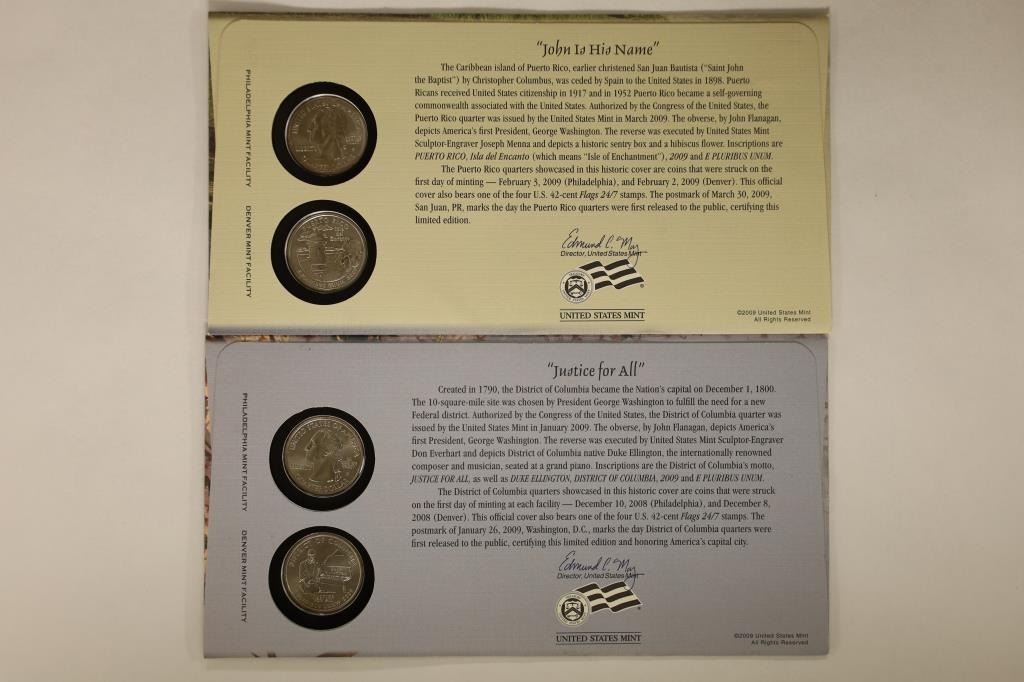 "John Is His Name"
The Caribbean island of Puerto Rico, earlier christened San Juan Bautista ("Saint John
the Baptist") by Christopher Columbus, was ceded by Spain to the United States in 1898. Puerto
Ricans received United States citizenship in 1917 and in 1952 Puerto Rico became a self-governing
commonwealth associated with the United States. Authorized by the Congress of the United States, the
Puerto Rico quarter was issued by the United States Mint in March 2009. The obverse, by John Flanagan,
depicts America's first President, George Washington. The reverse was executed by United States Mint
Sculptor-Engraver Joseph Menna and depicts a historic sentry box and a hibiscus flower. Inscriptions are
PUERTO RICO, Isla del Encanto (which means "Isle of Enchantment"), 2009 and E PLURIBUS UNUM.
The Puerto Rico quarters showcased in this historic cover are coins that were struck on the
first day of minting — February 3, 2009 (Philadelphia), and February 2, 2009 (Denver). This official
cover also bears one of the four U.S. 42-cent Flags 24/7 stamps. The postmark of March 30, 2009,
San Juan, PR, marks the day the Puerto Rico quarters were first released to the public, certifying this
limited edition.
PHILADELPHIA MINT FACILITY
DENVER MINT FACILITY
PUERTO RICO
Edmund C. Moy
Director, United States Mint
UNITED STATES MINT
©2009 United States Mint
All Rights Reserved
"Justice for All"
Created in 1790, the District of Columbia became the Nation's capital on December 1, 1800.
The 10-square-mile site was chosen by President George Washington to fulfill the need for a new
Federal district. Authorized by the Congress of the United States, the District of Columbia quarter was
issued by the United States Mint in January 2009. The obverse, by John Flanagan, depicts America's
first President, George Washington. The reverse was executed by United States Mint Sculptor-Engraver
Don Everhart and depicts District of Columbia native Duke Ellington, the internationally renowned
composer and musician, seated at a grand piano. Inscriptions are the District of Columbia's motto,
JUSTICE FOR ALL, as well as DUKE ELLINGTON, DISTRICT OF COLUMBIA, 2009 and E PLURIBUS UNUM.
The District of Columbia quarters showcased in this historic cover are coins that were struck
on the first day of minting at each facility — December 10, 2008 (Philadelphia), and December 8,
2008 (Denver). This official cover also bears one of the four U.S. 42-cent Flags 24/7 stamps. The
postmark of January 26, 2009, Washington, D.C., marks the day District of Columbia quarters were
first released to the public, certifying this limited edition and honoring America's capital city.
PHILADELPHIA MINT FACILITY
DENVER MINT FACILITY
Edmund C. Moy
Director, United States Mint
UNITED STATES MINT
©2009 United States Mint
All Rights Reserved